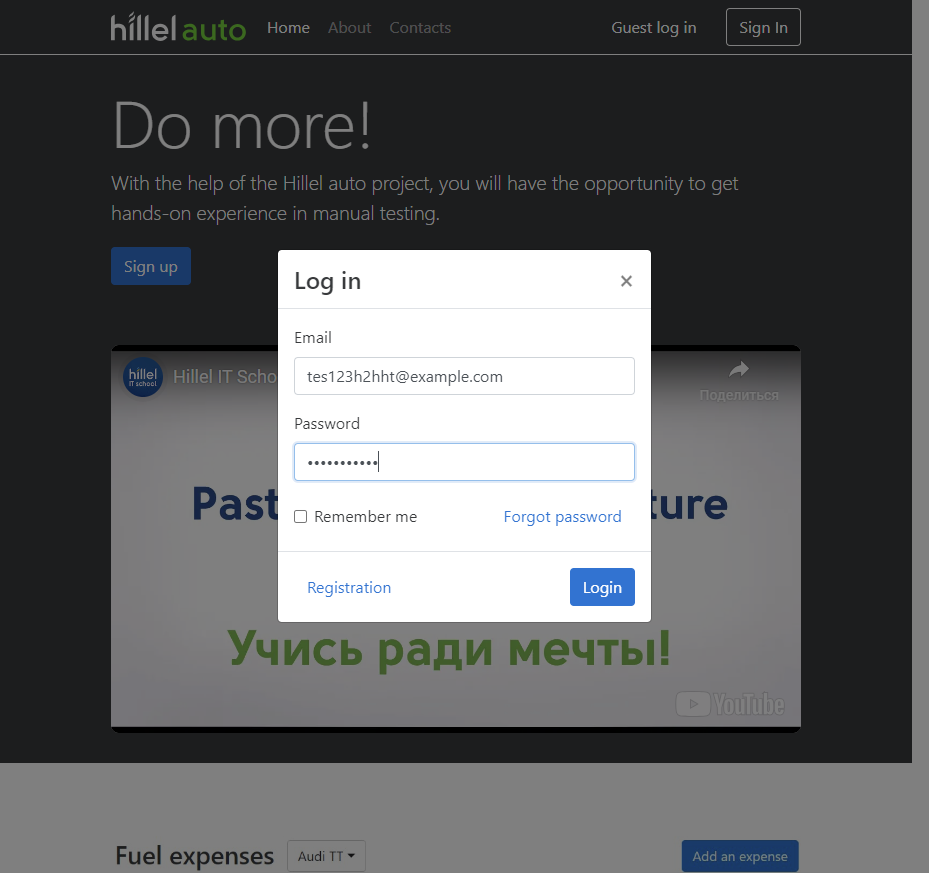 hillel auto Home About Contacts Guest log in Sign In
Do more!
With the help of the Hillel auto project, you will have the opportunity to get
hands-on experience in manual testing.
Sign up
Log in ×
Email
tes123h2hht@example.com
Password
•••••••••••
Remember me Forgot password
Registration Login
hillel
IT school
Hillel IT Scho
Поделиться
Past ture
Учись ради мечты!
YouTube
Fuel expenses Audi TT Add an expense